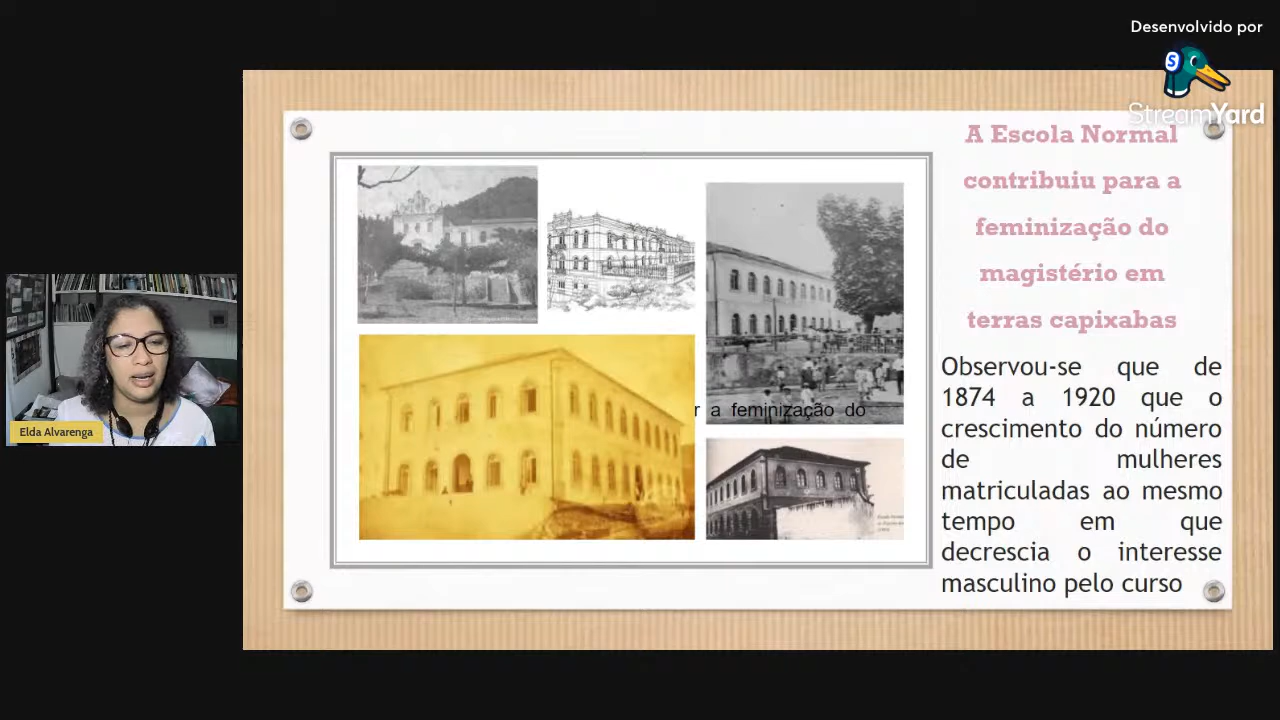 Desenvolvido por
StreamYard
A Escola Normal
contribuiu para a
feminização do
magistério em
terras capixabas
Observou-se que de
1874 a 1920 que o
crescimento do número
de mulheres
matriculadas ao mesmo
tempo em que
decrescia o interesse
masculino pelo curso
r a feminização do
Elda Alvarenga